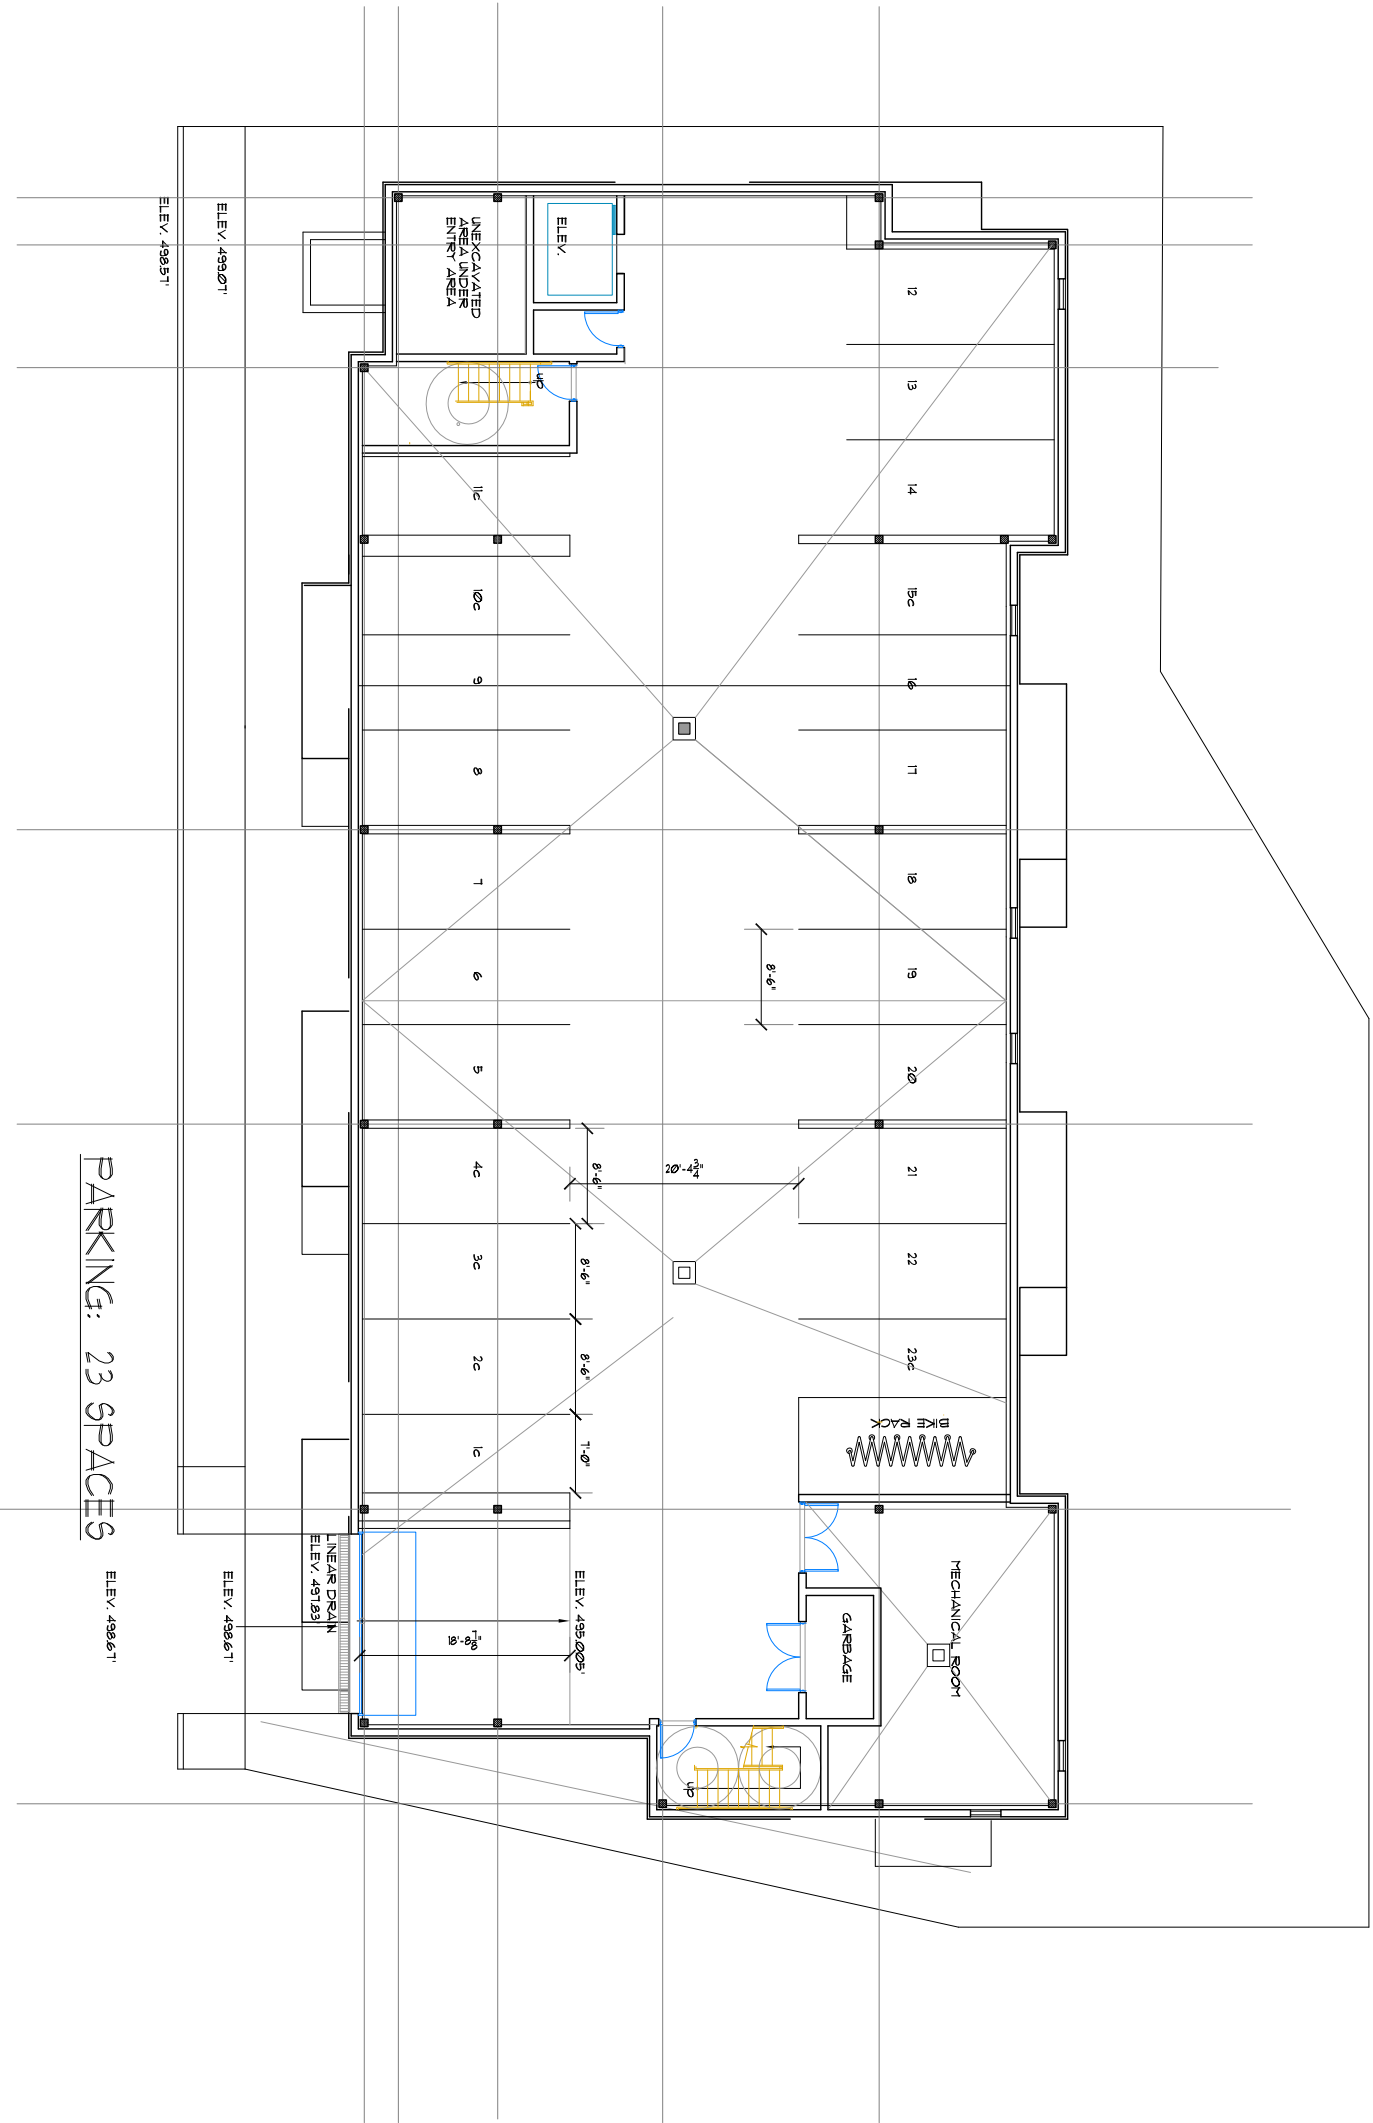 ELEV. 498.57'
ELEV. 499.07'
UNEXCAVATED
AREA UNDER
ENTRY AREA
ELEV.
UP
12
13
14
15c
16
17
18
19
20
21
22
23c
11c
10c
9
8
7
6
5
4c
3c
2c
1c
8'-6"
8'-6"
20'-4 3/4"
8'-6"
8'-6"
7'-0"
BIKE RACK
MECHANICAL ROOM
GARBAGE
UP
ELEV. 495.005'
18'-8 7/8"
LINEAR DRAIN
ELEV. 497.83'
ELEV. 498.67'
ELEV. 498.67'
PARKING: 23 SPACES